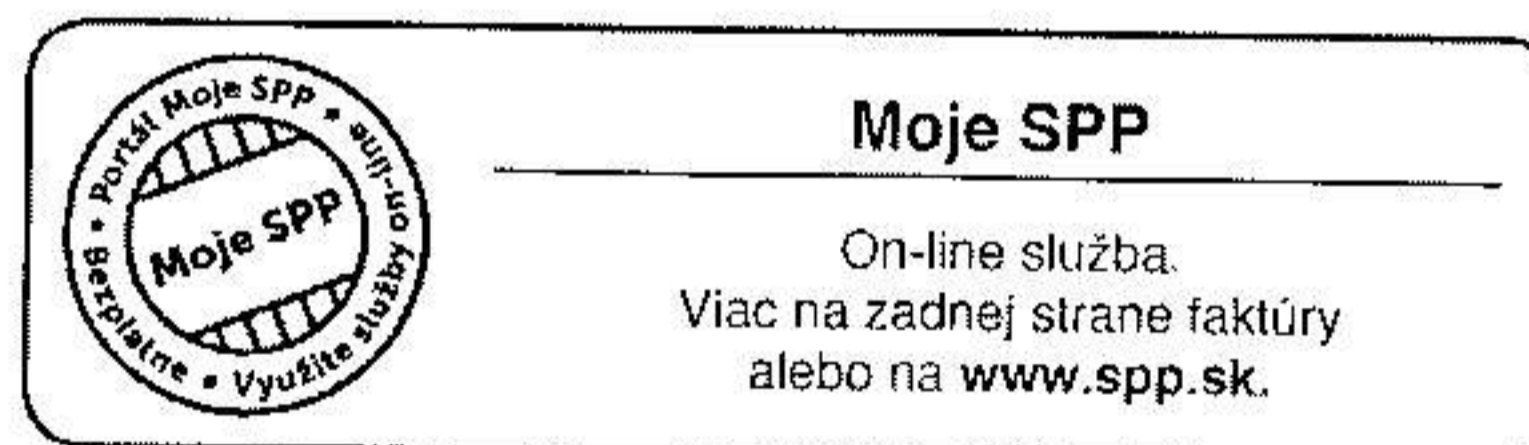 Portál Moje SPP • Využite služby on-line • Bezplatne •
Moje SPP
Moje SPP
On-line služba.
Viac na zadnej strane faktúry
alebo na www.spp.sk.